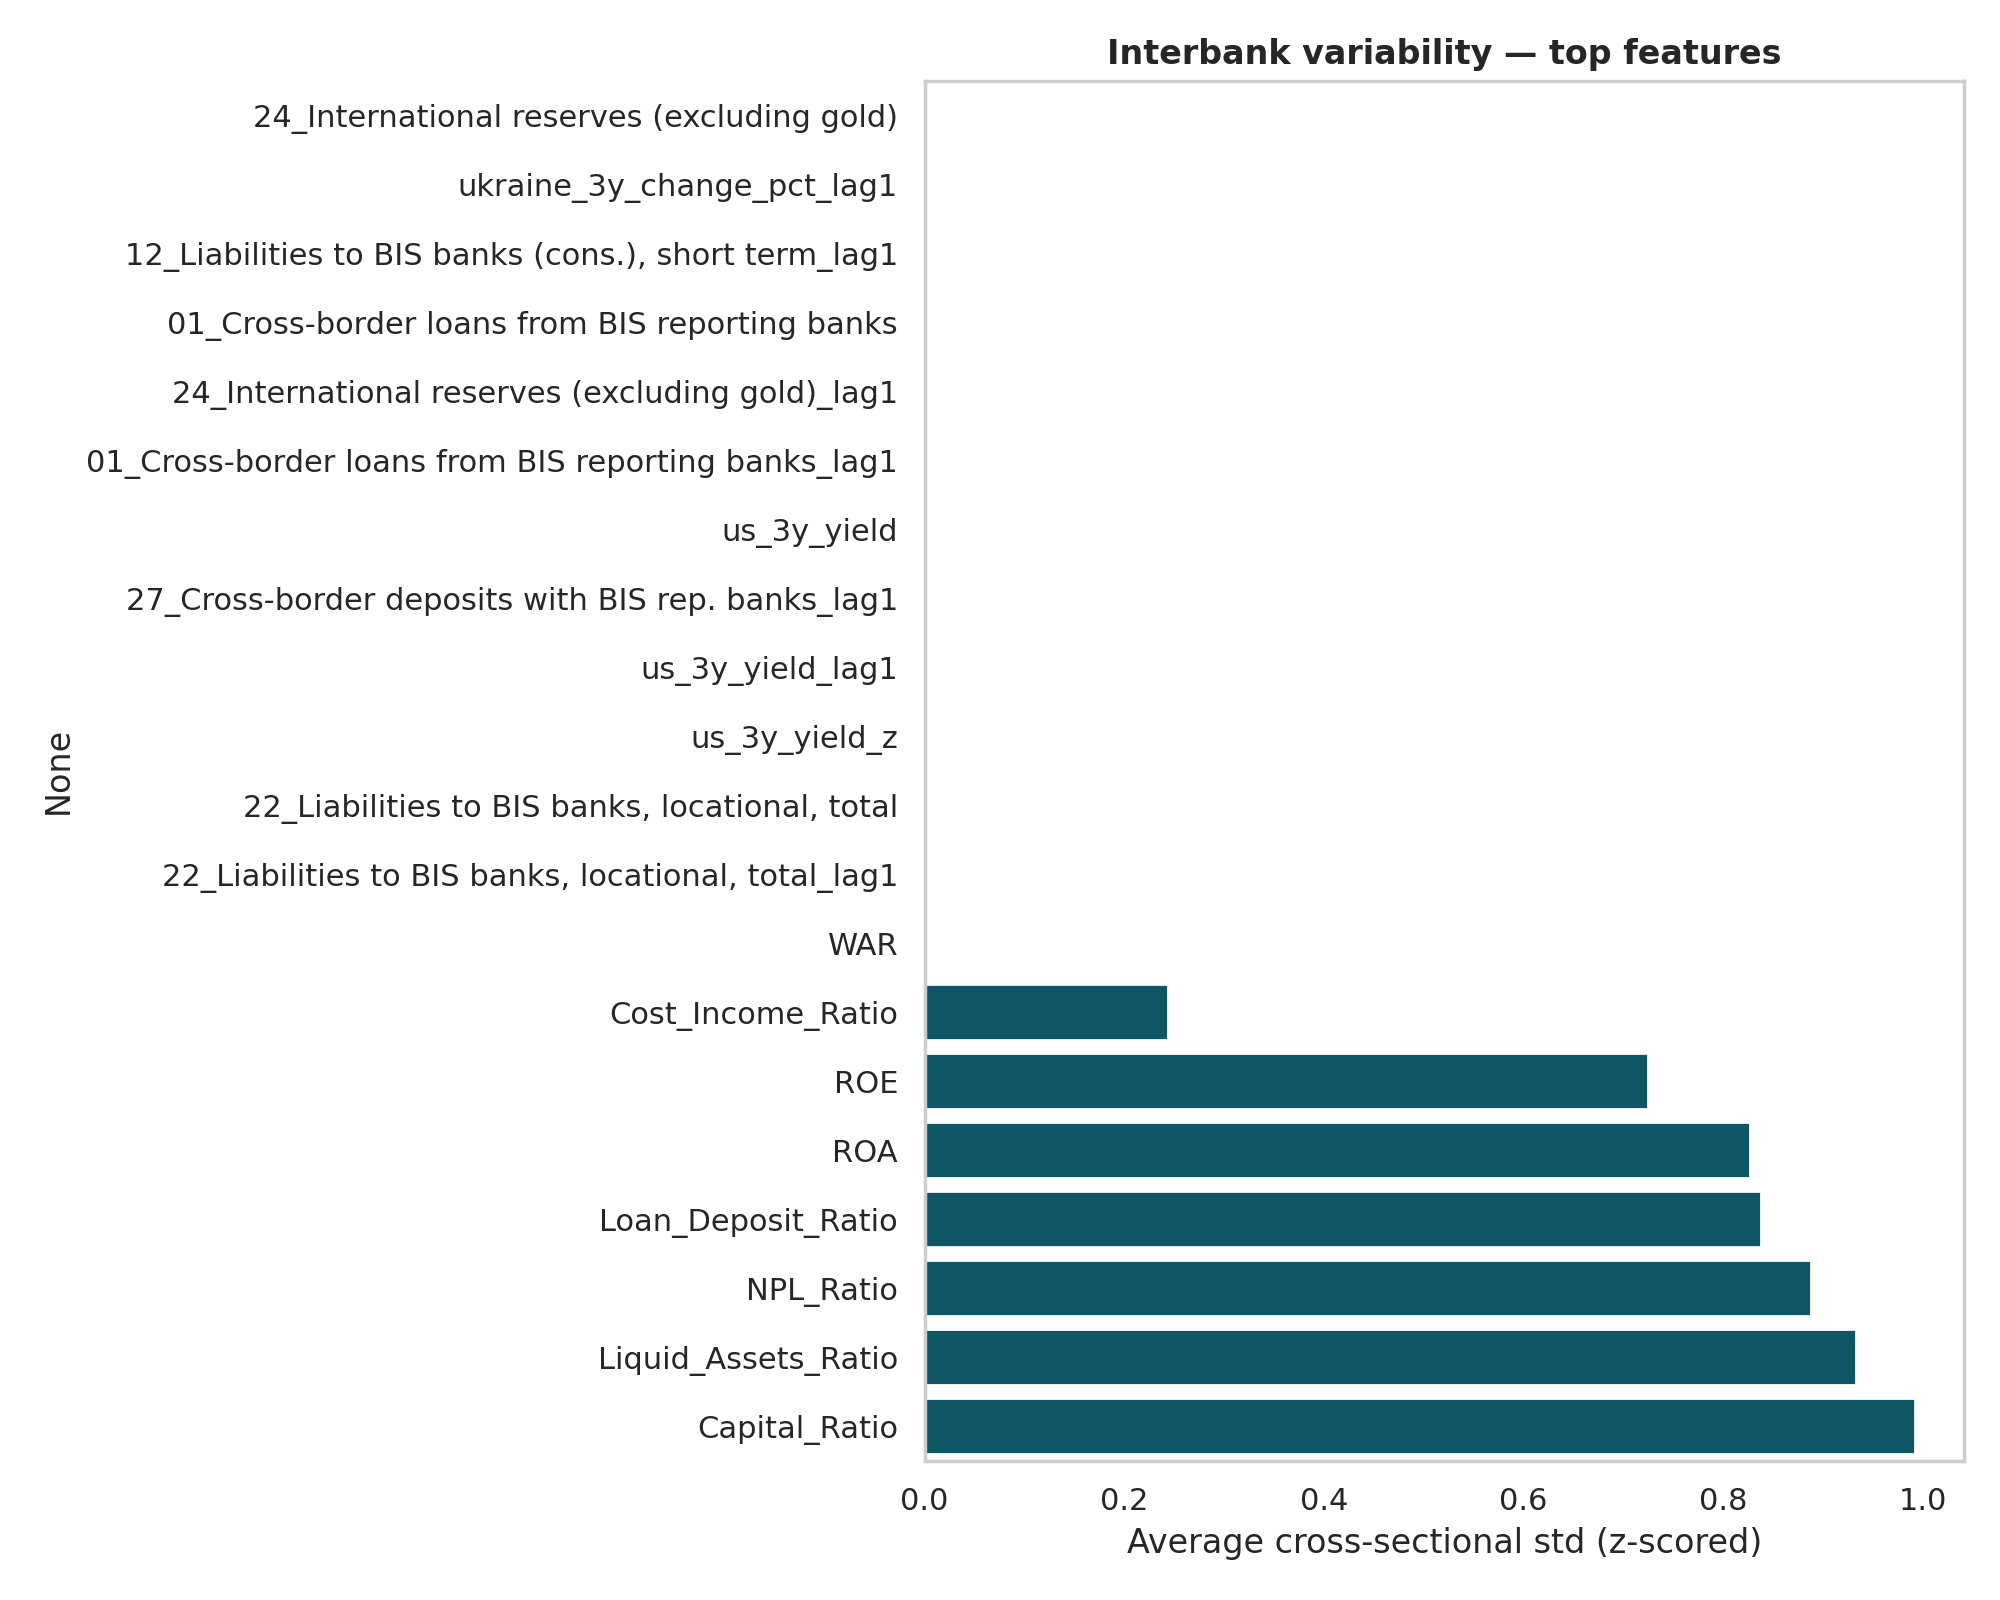 Interbank variability — top features
24_International reserves (excluding gold)
ukraine_3y_change_pct_lag1
12_Liabilities to BIS banks (cons.), short term_lag1
01_Cross-border loans from BIS reporting banks
24_International reserves (excluding gold)_lag1
01_Cross-border loans from BIS reporting banks_lag1
us_3y_yield
27_Cross-border deposits with BIS rep. banks_lag1
us_3y_yield_lag1
us_3y_yield_z
None
22_Liabilities to BIS banks, locational, total
22_Liabilities to BIS banks, locational, total_lag1
WAR
Cost_Income_Ratio
ROE
ROA
Loan_Deposit_Ratio
NPL_Ratio
Liquid_Assets_Ratio
Capital_Ratio
0.0 0.2 0.4 0.6 0.8 1.0
Average cross-sectional std (z-scored)